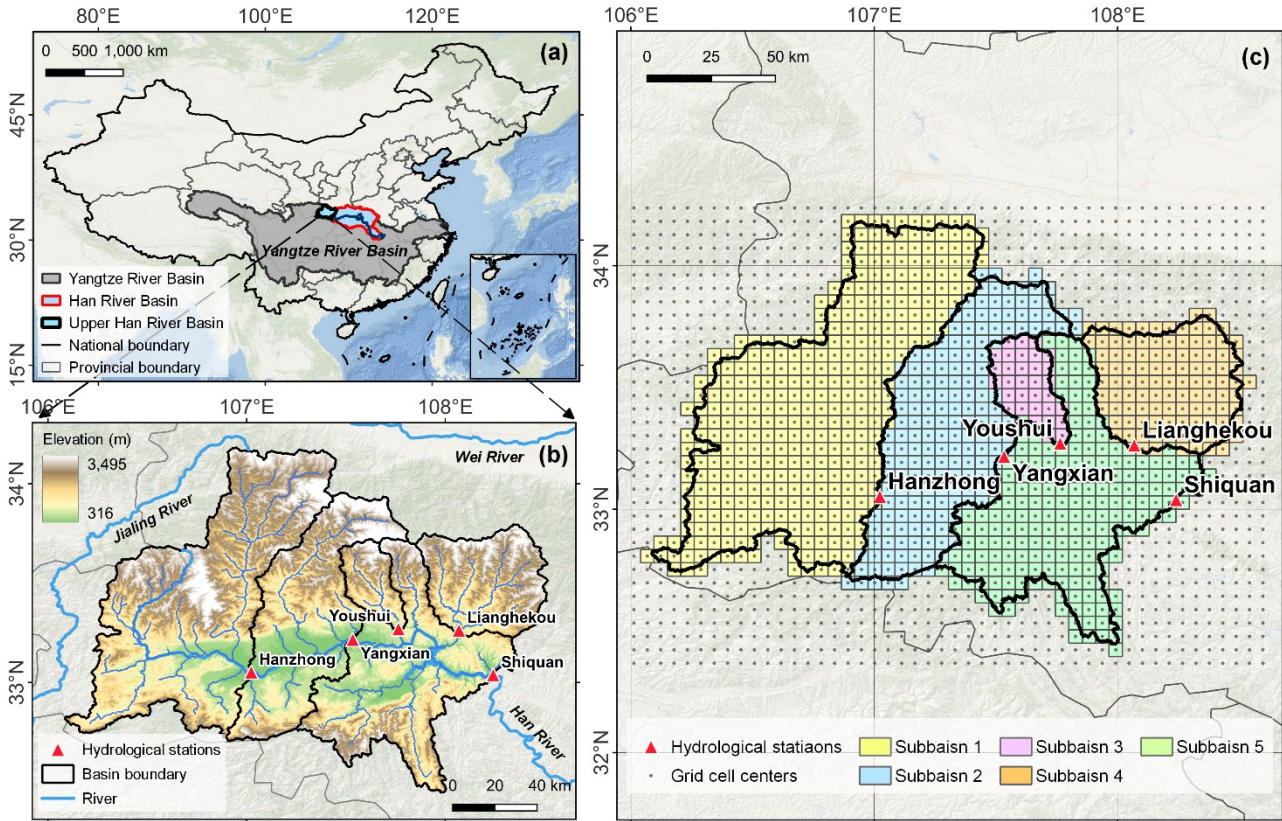 80°E 100°E 120°E
0 500 1,000 km
(a)
45°N
30°N
15°N
Yangtze River Basin
Yangtze River Basin
Han River Basin
Upper Han River Basin
National boundary
Provincial boundary
106°E 107°E 108°E
Elevation (m)
3,495
316
(b)
Wei River
Jialing River
34°N
33°N
Youshui
Lianghekou
Yangxian
Hanzhong
Shiquan
Han River
Hydrological stations
Basin boundary
River
0 20 40 km
106°E 107°E 108°E
0 25 50 km
(c)
34°N
33°N
32°N
Youshui
Lianghekou
Yangxian
Hanzhong
Shiquan
Hydrological statiaons
Subbaisn 1
Subbaisn 3
Subbaisn 5
Grid cell centers
Subbaisn 2
Subbaisn 4